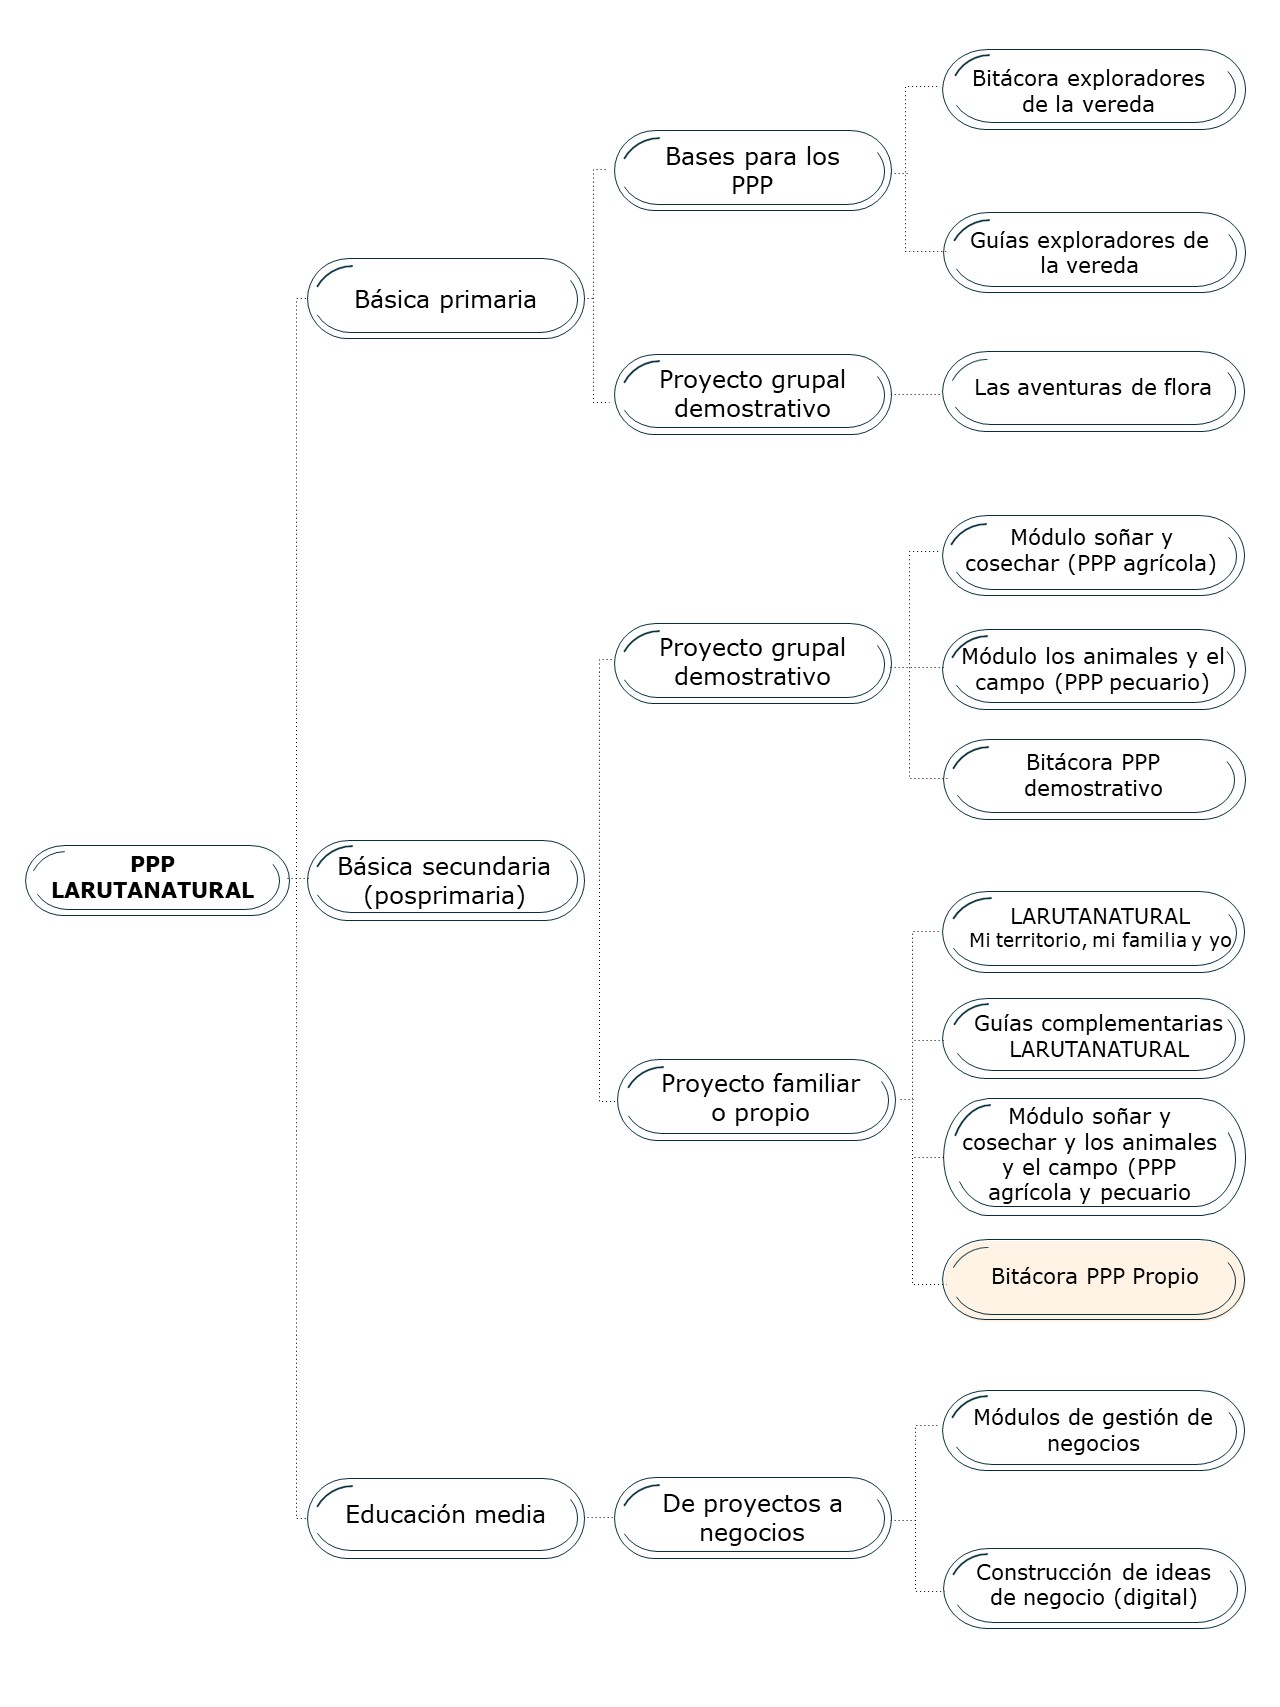 PPP
LARUTANATURAL
Básica primaria
Bases para los
PPP
Bitácora exploradores
de la vereda
Guías exploradores de
la vereda
Proyecto grupal
demostrativo
Las aventuras de flora
Básica secundaria
(posprimaria)
Proyecto grupal
demostrativo
Módulo soñar y
cosechar (PPP agrícola)
Módulo los animales y el
campo (PPP pecuario)
Bitácora PPP
demostrativo
Proyecto familiar
o propio
LARUTANATURAL
Mi territorio, mi familia y yo
Guías complementarias
LARUTANATURAL
Módulo soñar y
cosechar y los animales
y el campo (PPP
agrícola y pecuario
Bitácora PPP Propio
Educación media
De proyectos a
negocios
Módulos de gestión de
negocios
Construcción de ideas
de negocio (digital)